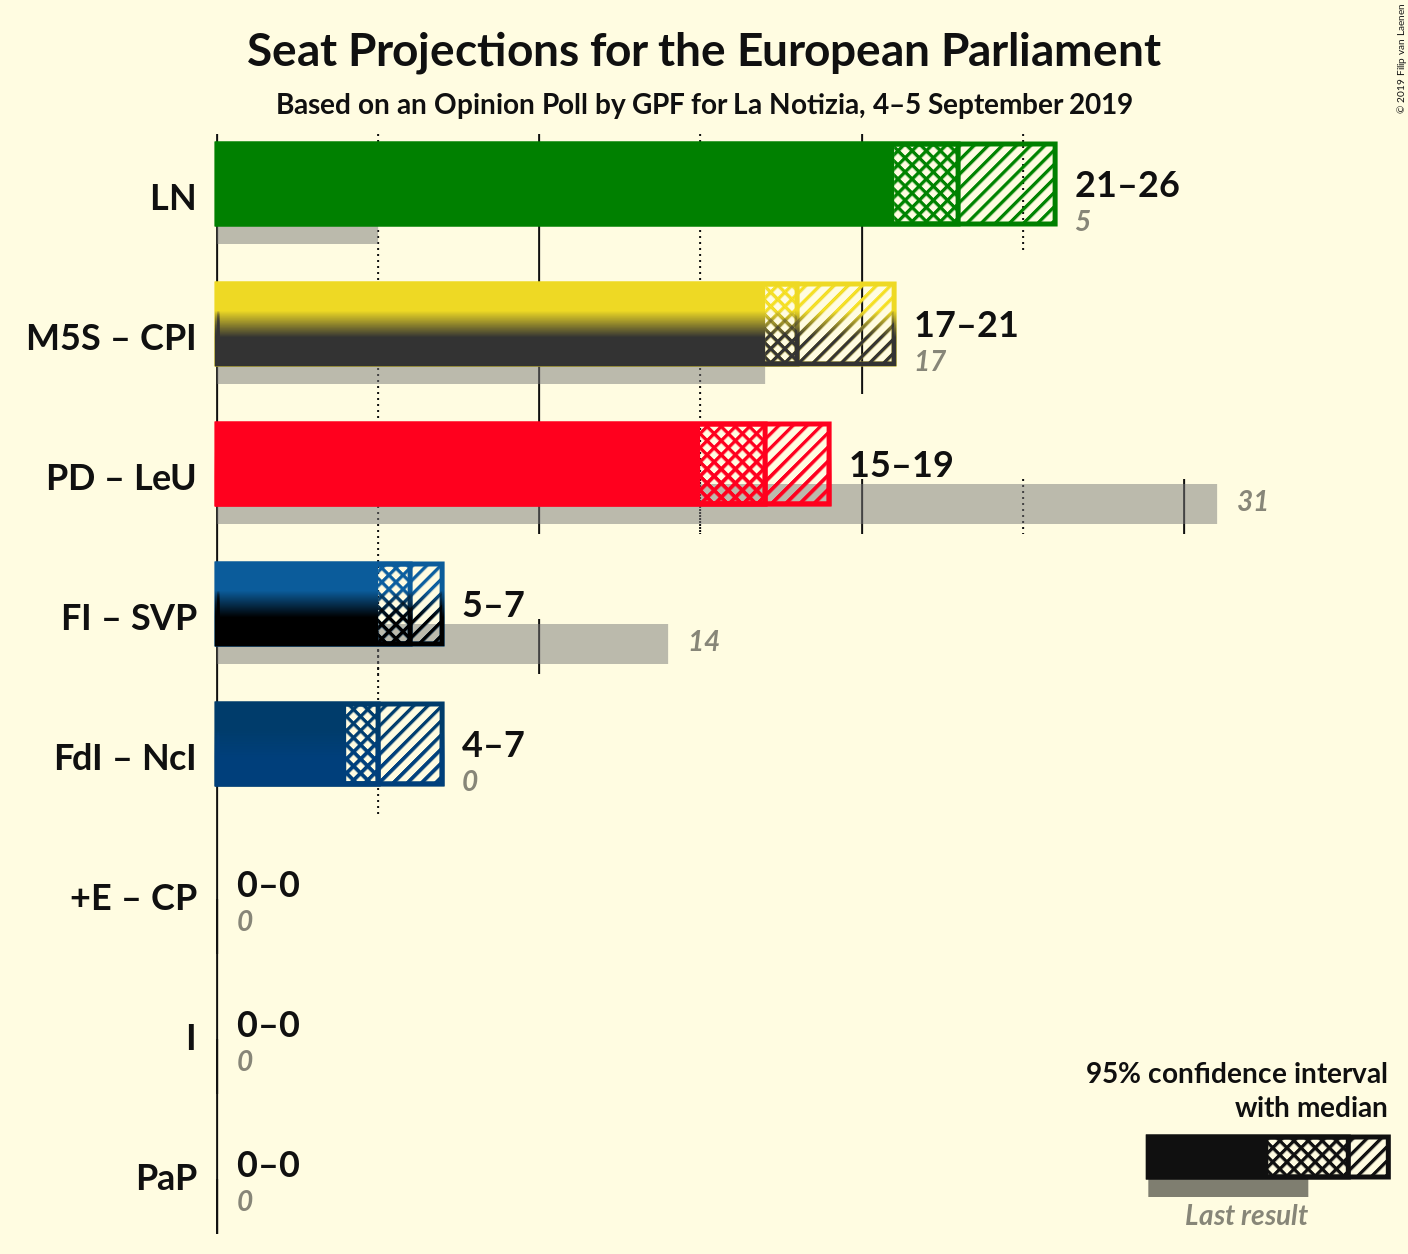 Seat Projections for the European Parliament
Based on an Opinion Poll by GPF for La Notizia, 4–5 September 2019
© 2019 Filip van Laenen
LN
21–26
5
M5S – CPI
17–21
17
PD – LeU
15–19
31
FI – SVP
5–7
14
FdI – NcI
4–7
0
+E – CP
0–0
0
I
0–0
0
PaP
0–0
0
95% confidence interval
with median
Last result